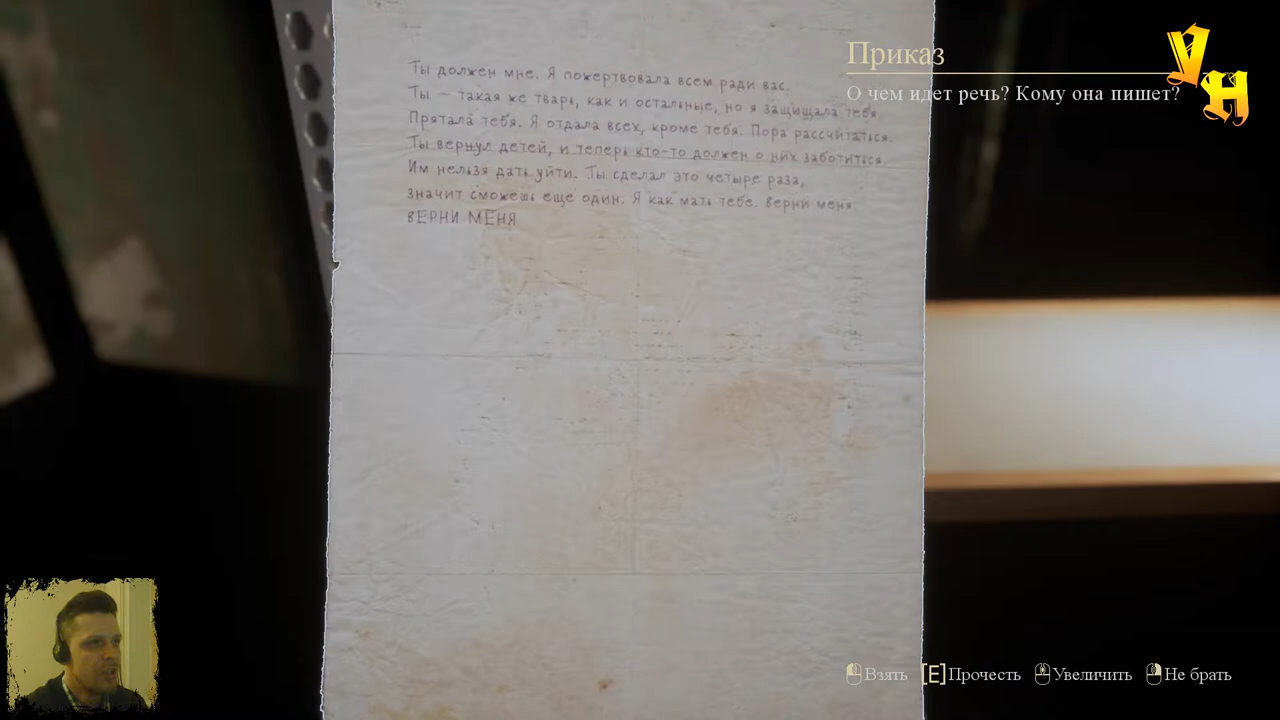 Приказ
О чем идет речь? Кому она пишет?
УН
Ты должен мне. Я пожертвовала всем ради вас.
Ты — такая же тварь, как и остальные, но я защищала тебя.
Прятала тебя. Я отдала всех, кроме тебя. Пора рассчитаться.
Ты вернул детей, и теперь кто-то должен о них заботиться.
Им нельзя дать уйти. Ты сделал это четыре раза,
значит сможешь еще один. Я как мать тебе. Верни меня
ВЕРНИ МЕНЯ
Взять [E]Прочесть Увеличить Не брать